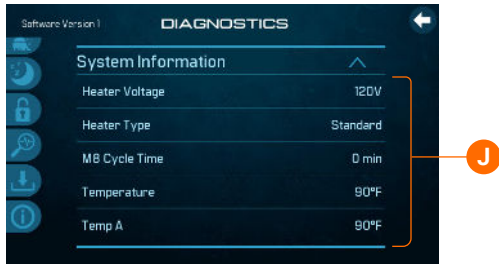 Software Version 1
DIAGNOSTICS
System Information
Heater Voltage 120V
Heater Type Standard
M8 Cycle Time 0 min
Temperature 90°F
Temp A 90°F
J